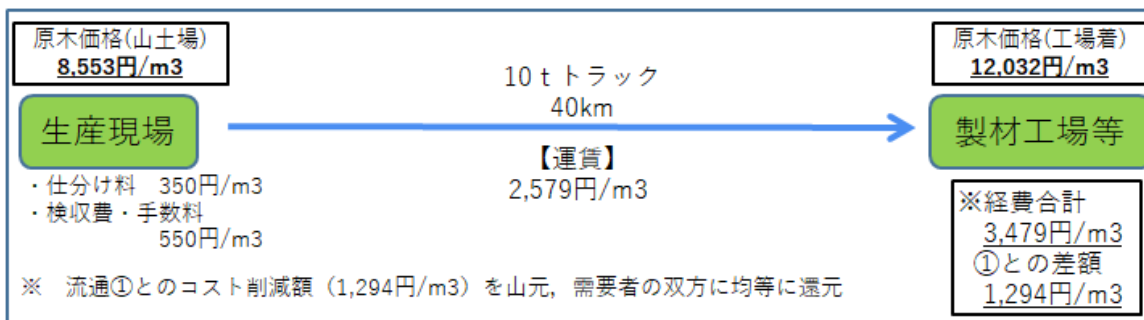 原木価格(山土場)
8,553円/m3
生産現場
・仕分け料　350円/m3
・検収費・手数料
550円/m3
10ｔトラック
40km
【運賃】
2,579円/m3
原木価格(工場着)
12,032円/m3
製材工場等
※経費合計
3,479円/m3
①との差額
1,294円/m3
※　流通①とのコスト削減額（1,294円/m3）を山元，需要者の双方に均等に還元